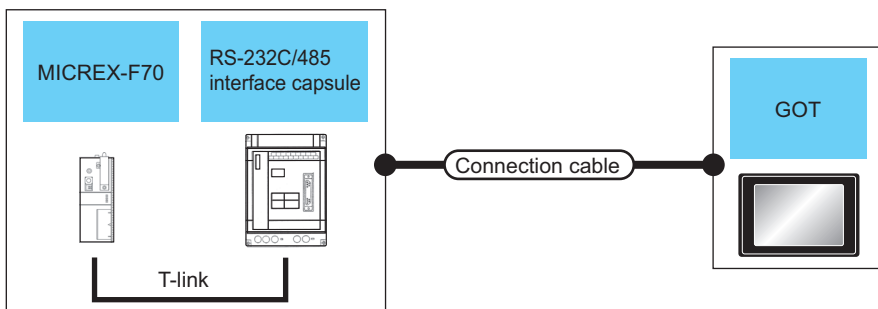 MICREX-F70
RS-232C/485
interface capsule
GOT
Connection cable
T-link